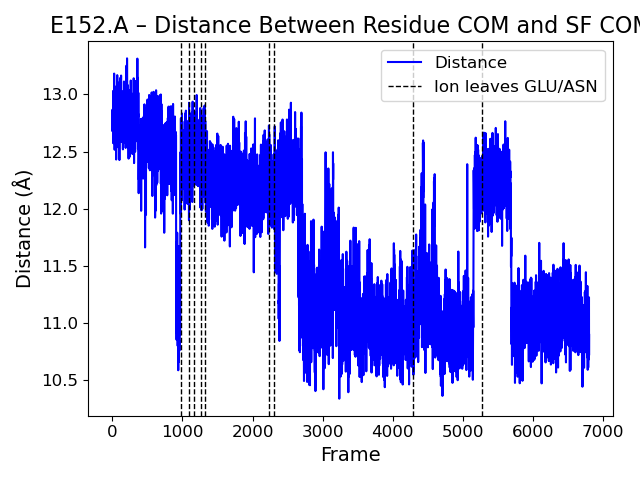 E152.A – Distance Between Residue COM and SF COM
Distance
Ion leaves GLU/ASN
Distance (Å)
13.0
12.5
12.0
11.5
11.0
10.5
0 1000 2000 3000 4000 5000 6000 7000
Frame